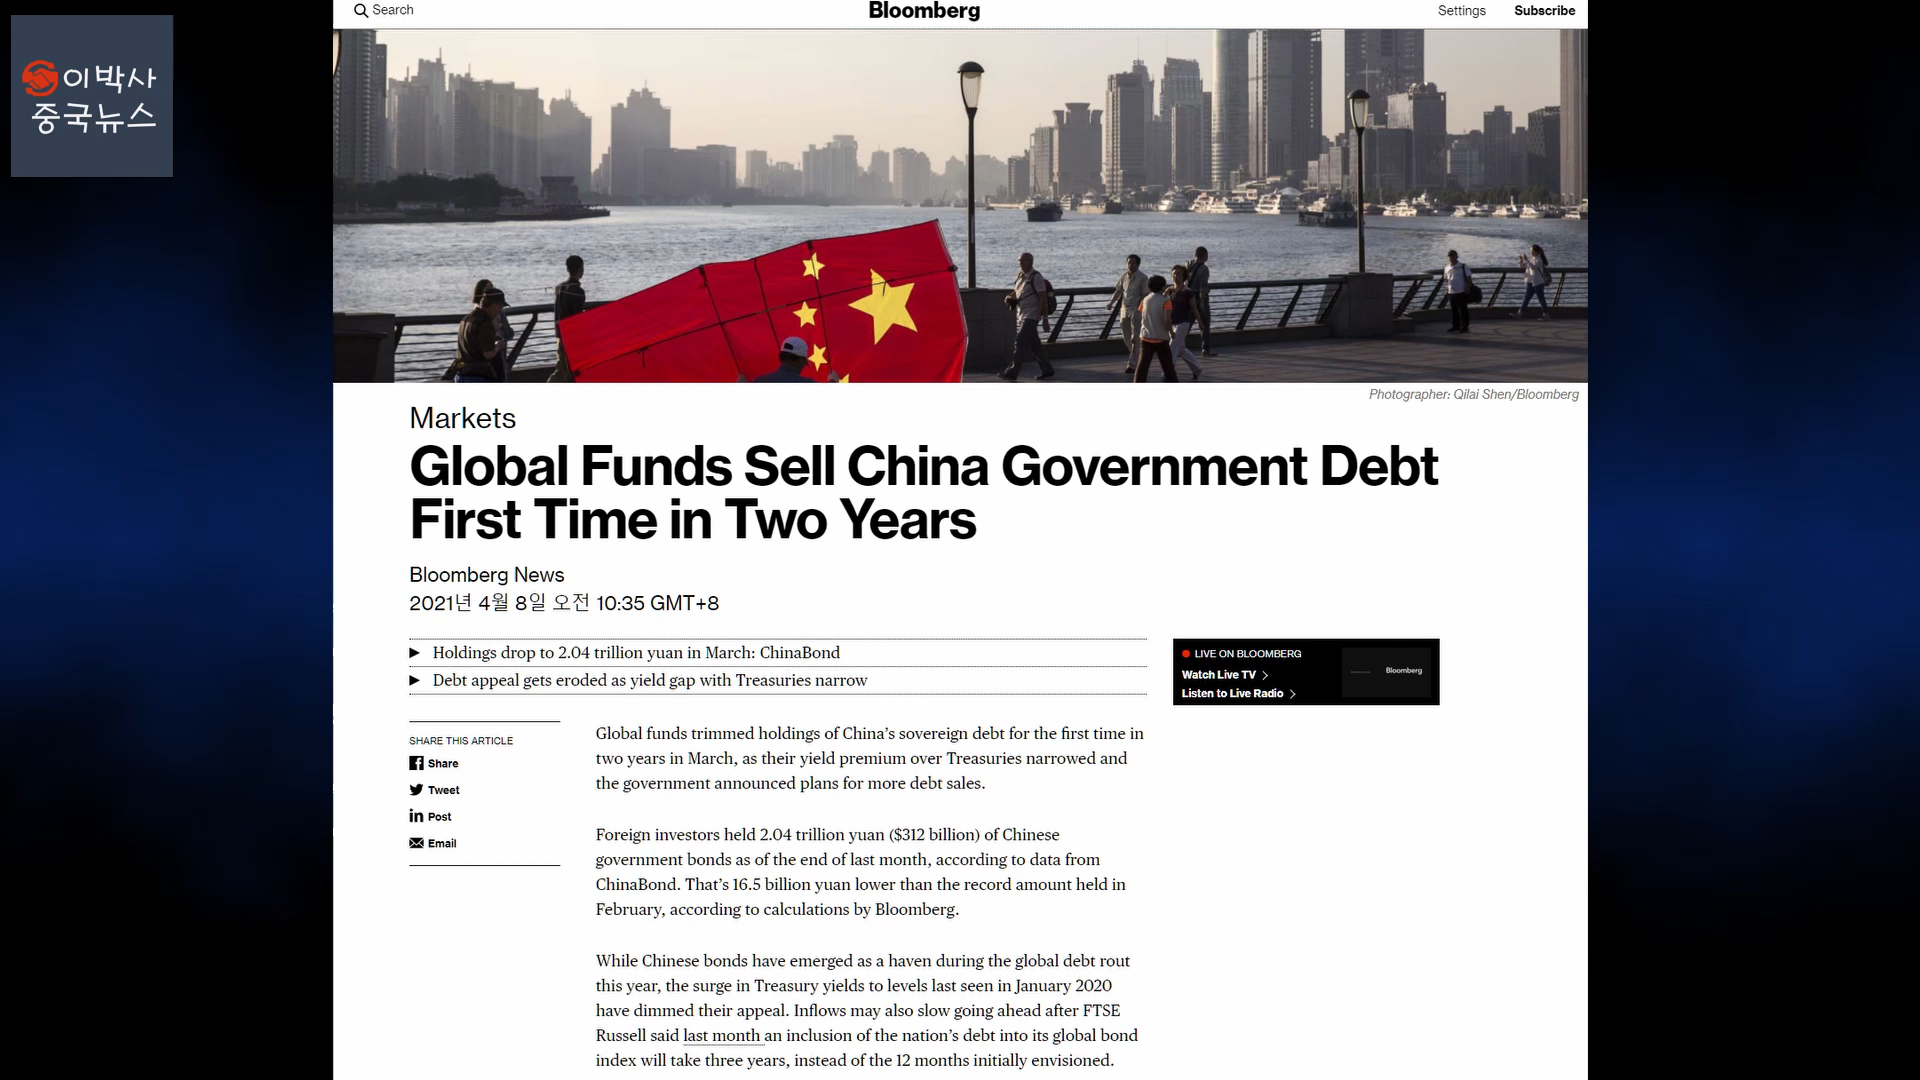 이박사
중국뉴스
Search
Bloomberg
Settings
Subscribe
Photographer: Qilai Shen/Bloomberg
Markets
Global Funds Sell China Government Debt
First Time in Two Years
Bloomberg News
2021년 4월 8일 오전 10:35 GMT+8
▶ Holdings drop to 2.04 trillion yuan in March: ChinaBond
▶ Debt appeal gets eroded as yield gap with Treasuries narrow
LIVE ON BLOOMBERG
Watch Live TV >
Listen to Live Radio >
Bloomberg
SHARE THIS ARTICLE
Share
Tweet
Post
Email
Global funds trimmed holdings of China's sovereign debt for the first time in
two years in March, as their yield premium over Treasuries narrowed and
the government announced plans for more debt sales.
Foreign investors held 2.04 trillion yuan ($312 billion) of Chinese
government bonds as of the end of last month, according to data from
ChinaBond. That's 16.5 billion yuan lower than the record amount held in
February, according to calculations by Bloomberg.
While Chinese bonds have emerged as a haven during the global debt rout
this year, the surge in Treasury yields to levels last seen in January 2020
have dimmed their appeal. Inflows may also slow going ahead after FTSE
Russell said last month an inclusion of the nation's debt into its global bond
index will take three years, instead of the 12 months initially envisioned.